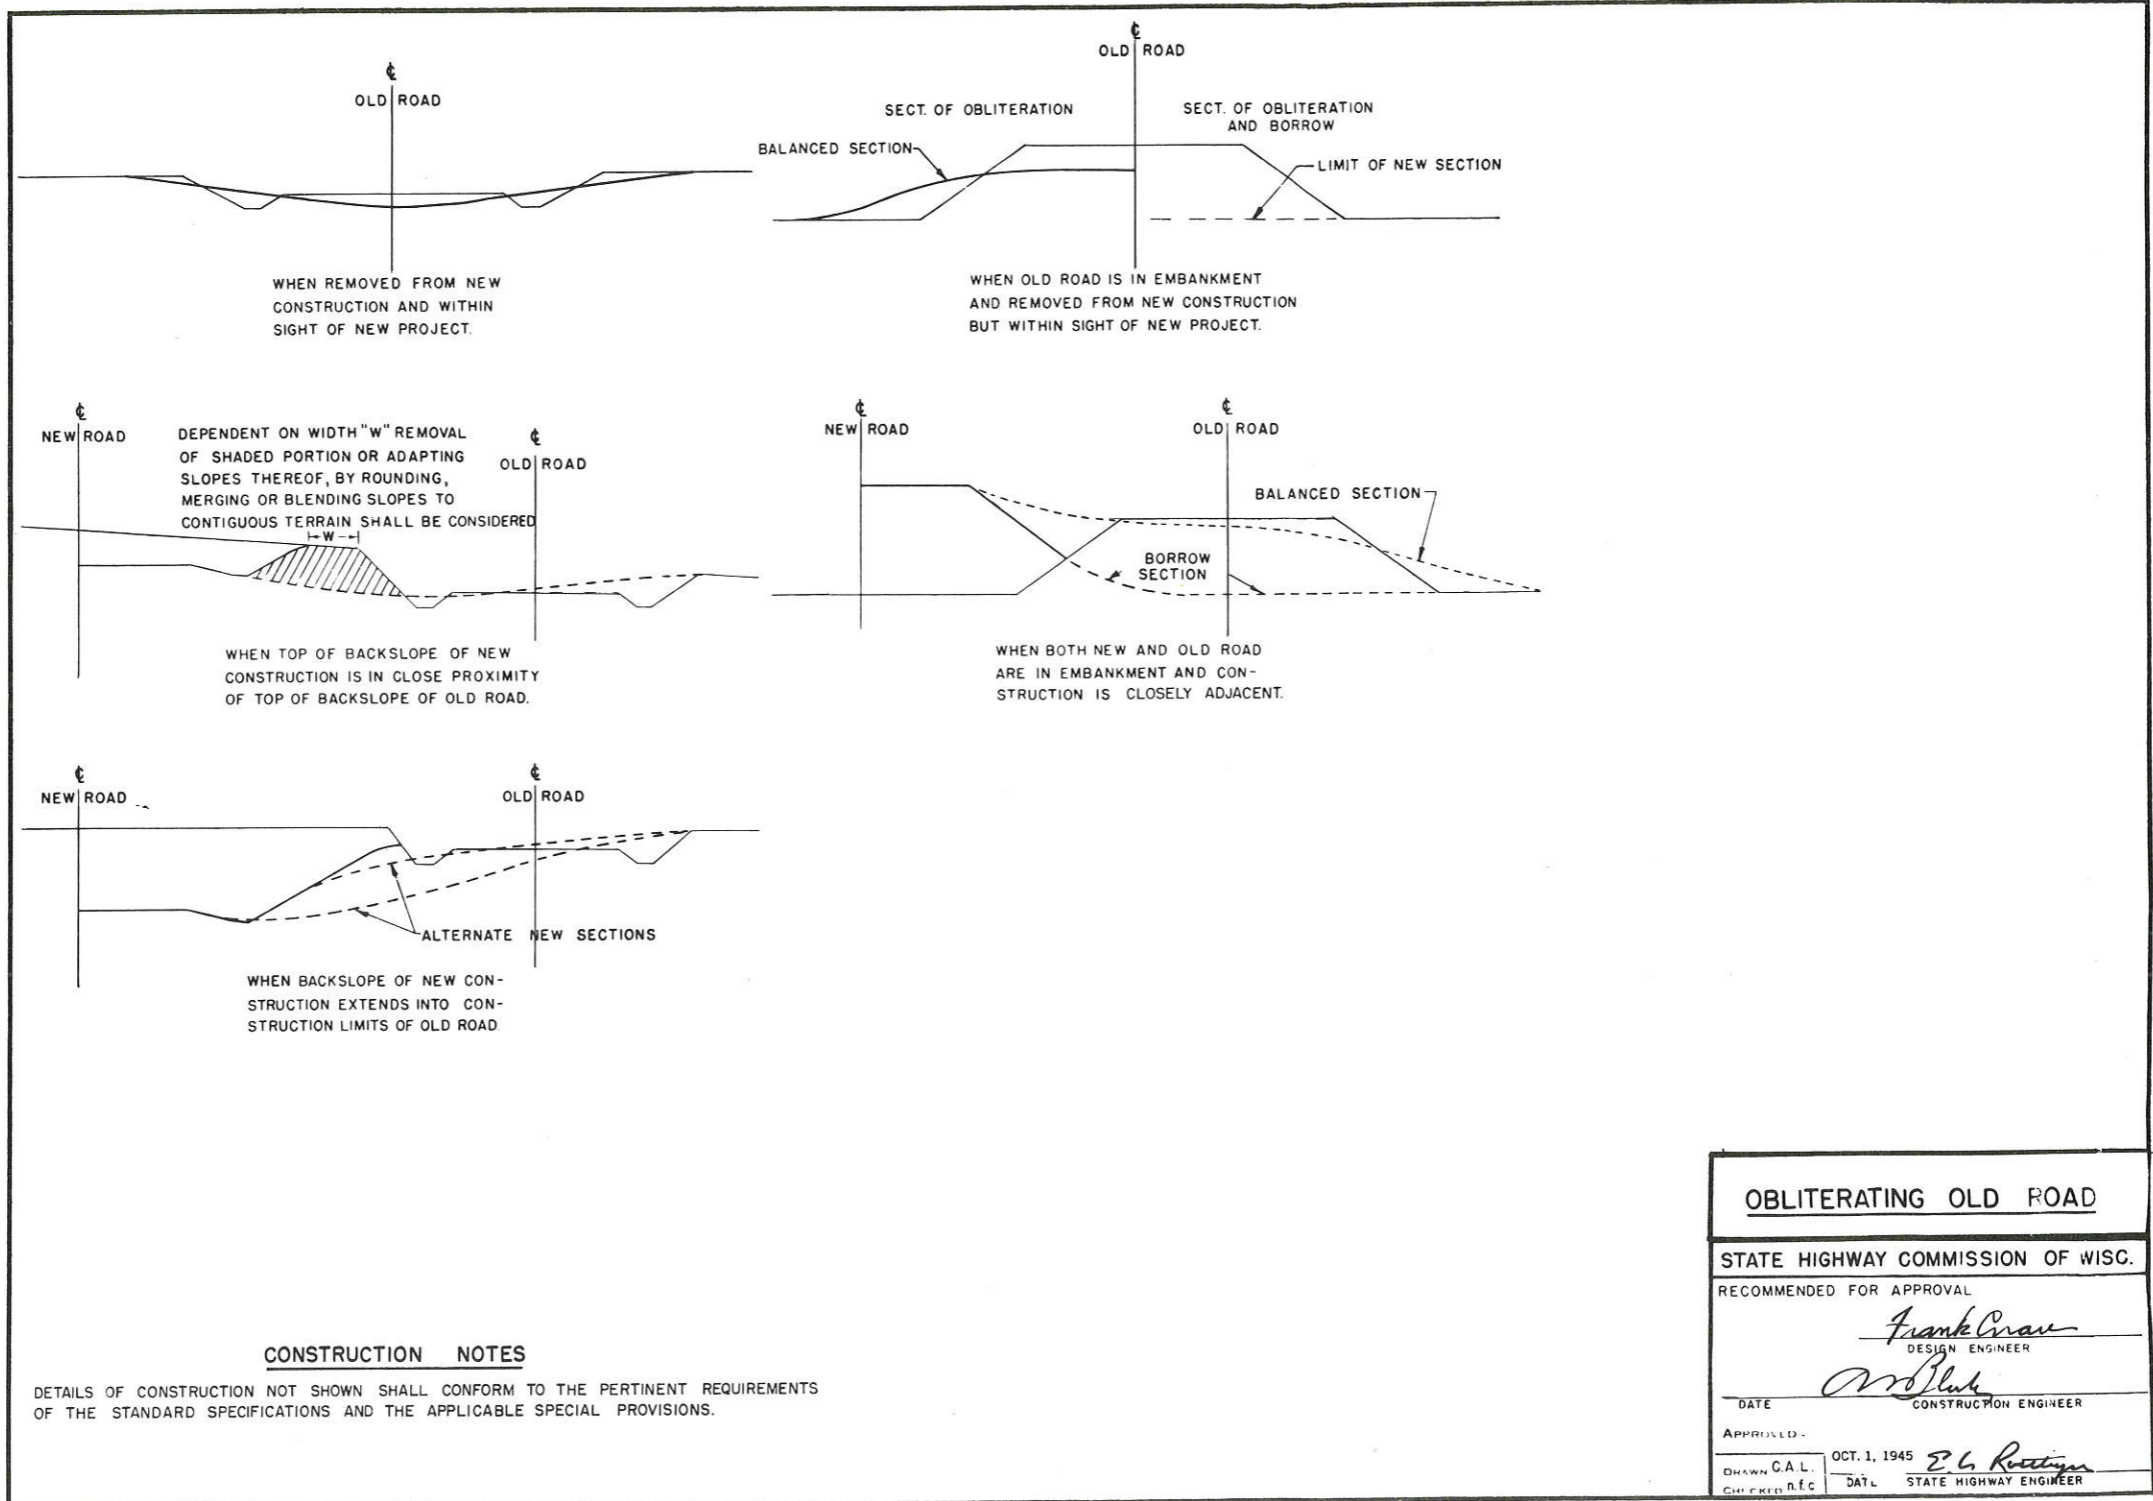 ℄
OLD ROAD
WHEN REMOVED FROM NEW
CONSTRUCTION AND WITHIN
SIGHT OF NEW PROJECT.
℄
OLD ROAD
SECT. OF OBLITERATION
SECT. OF OBLITERATION
AND BORROW
BALANCED SECTION
LIMIT OF NEW SECTION
WHEN OLD ROAD IS IN EMBANKMENT
AND REMOVED FROM NEW CONSTRUCTION
BUT WITHIN SIGHT OF NEW PROJECT.
℄
NEW ROAD
DEPENDENT ON WIDTH "W" REMOVAL
OF SHADED PORTION OR ADAPTING
SLOPES THEREOF, BY ROUNDING,
MERGING OR BLENDING SLOPES TO
CONTIGUOUS TERRAIN SHALL BE CONSIDERED
℄
OLD ROAD
W
WHEN TOP OF BACKSLOPE OF NEW
CONSTRUCTION IS IN CLOSE PROXIMITY
OF TOP OF BACKSLOPE OF OLD ROAD.
℄
NEW ROAD
℄
OLD ROAD
BALANCED SECTION
BORROW
SECTION
WHEN BOTH NEW AND OLD ROAD
ARE IN EMBANKMENT AND CON-
STRUCTION IS CLOSELY ADJACENT.
℄
NEW ROAD
℄
OLD ROAD
ALTERNATE NEW SECTIONS
WHEN BACKSLOPE OF NEW CON-
STRUCTION EXTENDS INTO CON-
STRUCTION LIMITS OF OLD ROAD
CONSTRUCTION NOTES
DETAILS OF CONSTRUCTION NOT SHOWN SHALL CONFORM TO THE PERTINENT REQUIREMENTS
OF THE STANDARD SPECIFICATIONS AND THE APPLICABLE SPECIAL PROVISIONS.
OBLITERATING OLD ROAD
STATE HIGHWAY COMMISSION OF WISC.
RECOMMENDED FOR APPROVAL
Frank
DESIGN ENGINEER
DATE
CONSTRUCTION ENGINEER
APPROVED-
DRAWN C.A.L.
CHECKED n.f.c
OCT. 1, 1945
DATE
STATE HIGHWAY ENGINEER